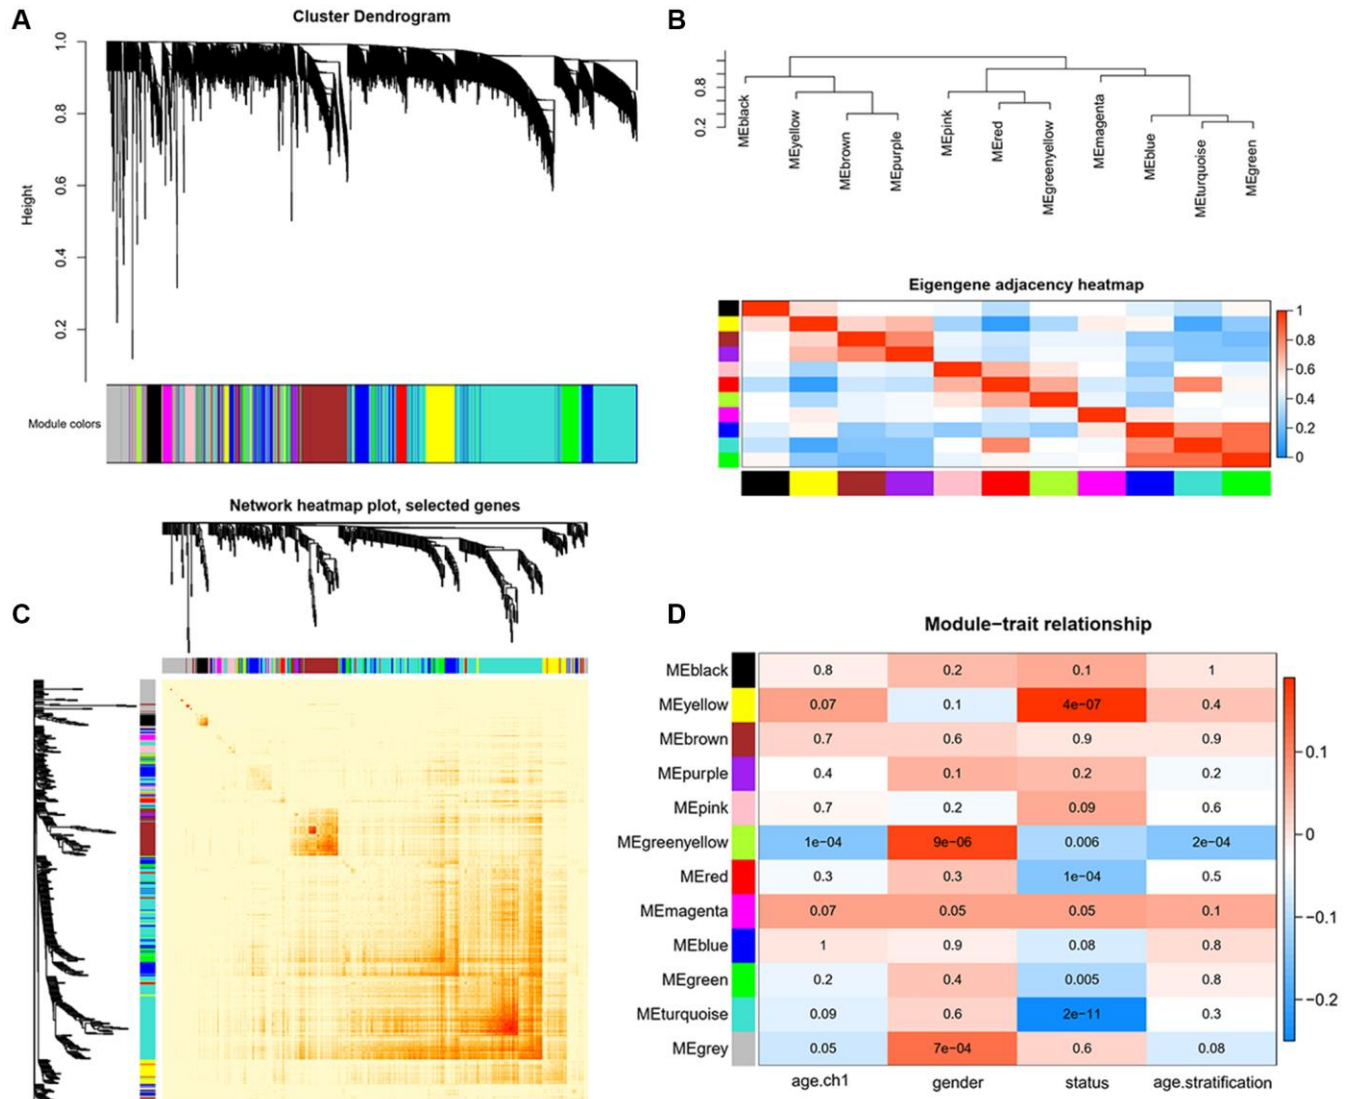 A
Cluster Dendrogram
Height
1.0
0.8
0.6
0.4
0.2
Module colors
B
0.8
0.2
MEblack
MEyellow
MEbrown
MEpurple
MEpink
MEred
MEgreenyellow
MEmagenta
MEblue
MEturquoise
MEgreen
Eigengene adjacency heatmap
1
0.8
0.6
0.4
0.2
0
Network heatmap plot, selected genes
C
D
Module−trait relationship
MEblack 0.8 0.2 0.1 1
MEyellow 0.07 0.1 4e−07 0.4
MEbrown 0.7 0.6 0.9 0.9
MEpurple 0.4 0.1 0.2 0.2
MEpink 0.7 0.2 0.09 0.6
MEgreenyellow 1e−04 9e−06 0.006 2e−04
MEred 0.3 0.3 1e−04 0.5
MEmagenta 0.07 0.05 0.05 0.1
MEblue 1 0.9 0.08 0.8
MEgreen 0.2 0.4 0.005 0.8
MEturquoise 0.09 0.6 2e−11 0.3
MEgrey 0.05 7e−04 0.6 0.08
age.ch1 gender status age.stratification
0.1
0
−0.1
−0.2